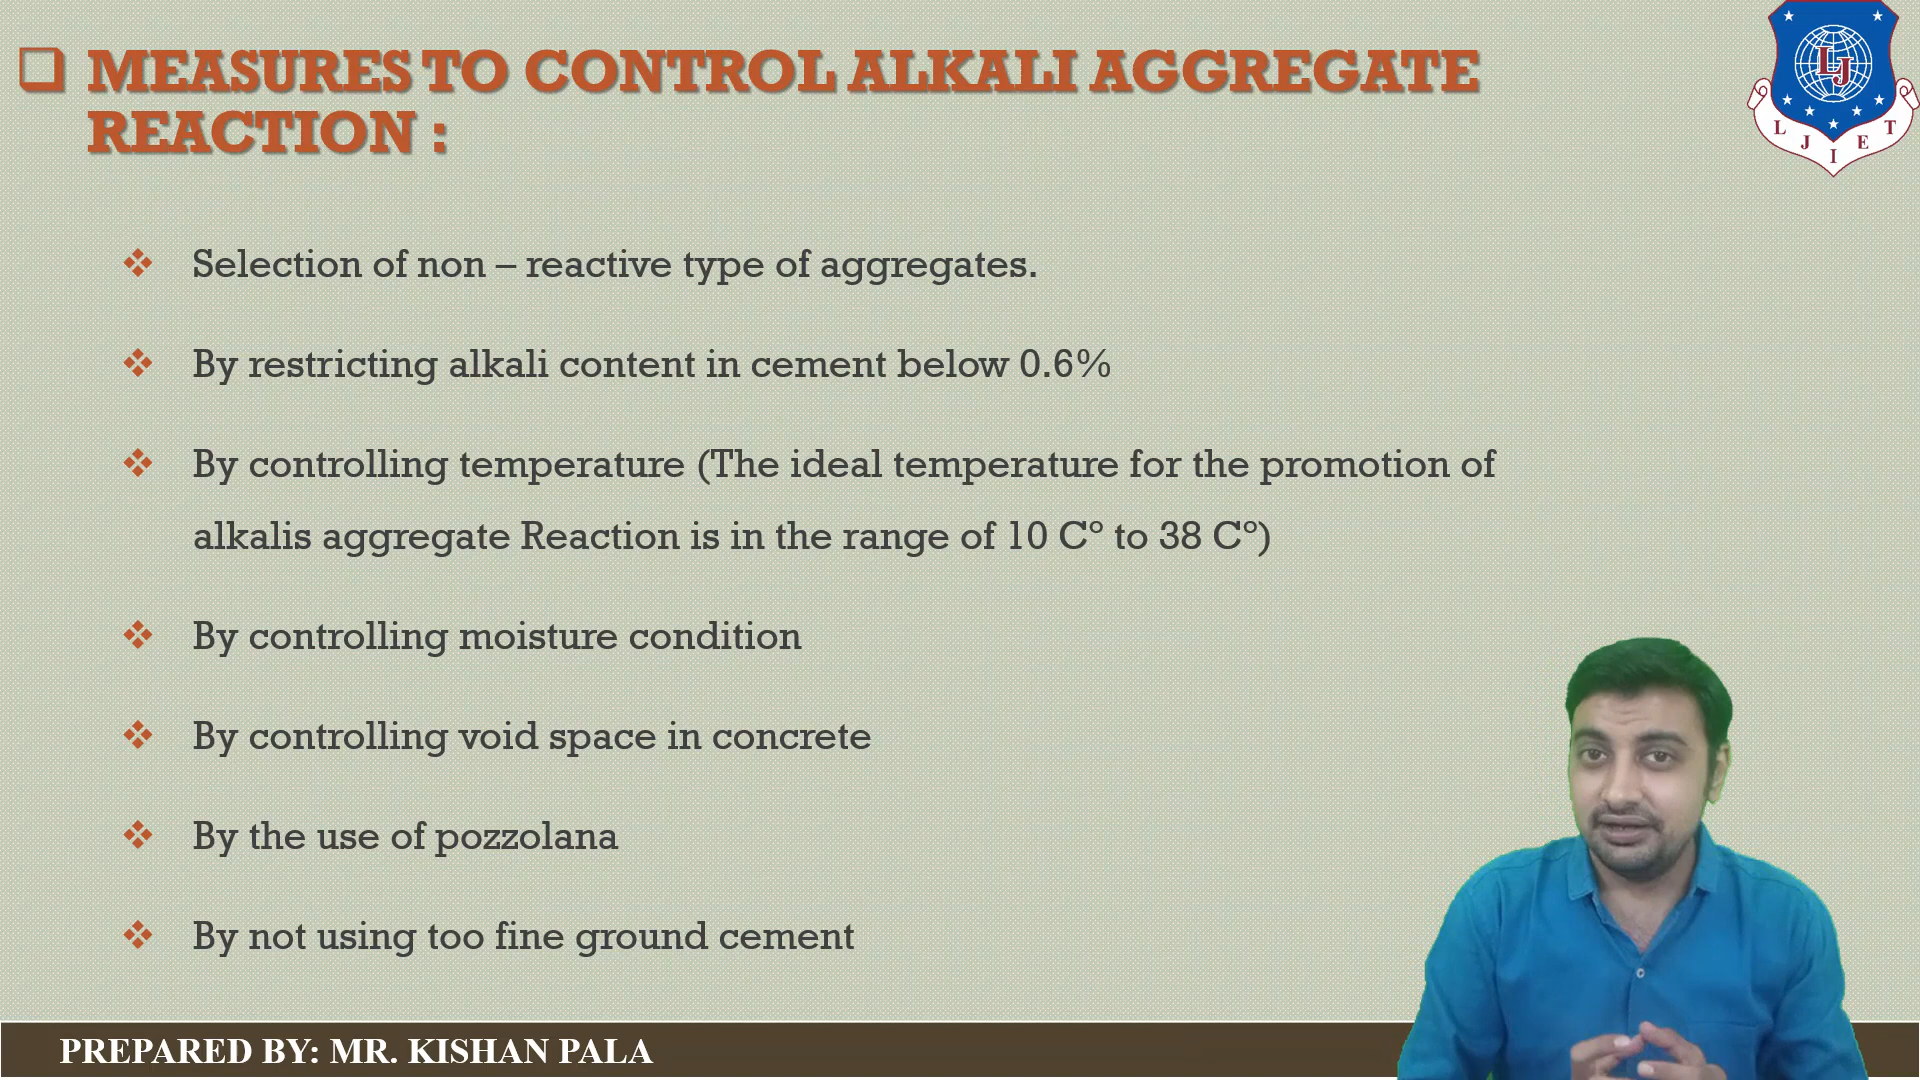 MEASURES TO CONTROL ALKALI AGGREGATE
REACTION :
LJ
L J I E T
Selection of non – reactive type of aggregates.
By restricting alkali content in cement below 0.6%
By controlling temperature (The ideal temperature for the promotion of
alkalis aggregate Reaction is in the range of 10 C° to 38 C°)
By controlling moisture condition
By controlling void space in concrete
By the use of pozzolana
By not using too fine ground cement
PREPARED BY: MR. KISHAN PALA